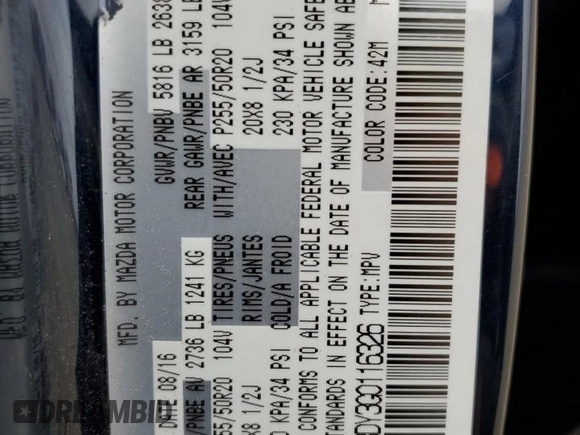 MFD. BY MAZDA MOTOR CORPORATION
DATE 08/16
GVWR/PNBV 5816 LB 2638
/PNBE AV 2736 LB 1241 KG
REAR GAWR/PNBE AR 3159 LB
255/50R20 104V TIRES/PNEUS WITH/AVEC P255/50R20 104V
20X8 1/2J RIMS/JANTES 20X8 1/2J
KPA/34 PSI COLD/A FROID 230 KPA/34 PSI
CONFORMS TO ALL APPLICABLE FEDERAL MOTOR VEHICLE SAFE
STANDARDS IN EFFECT ON THE DATE OF MANUFACTURE SHOWN AB
DY3G0116326 TYPE:MPV
COLOR CODE:42M
DREAMBID